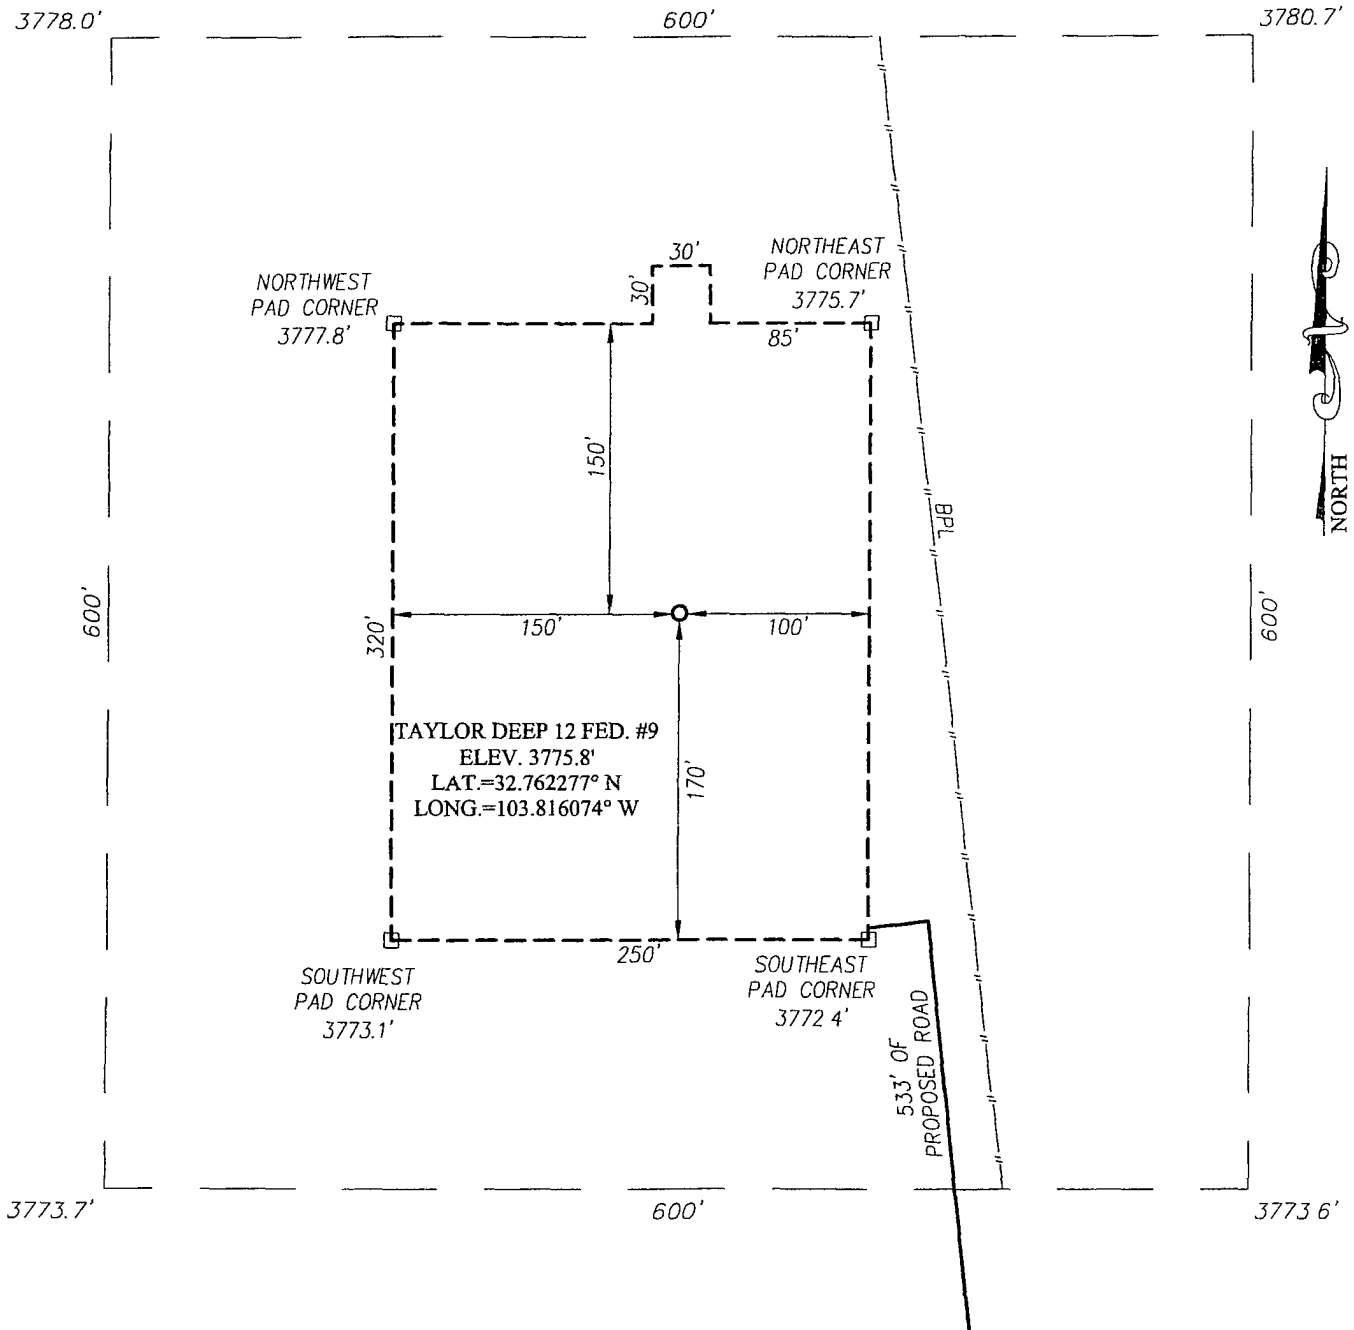 3778.0'
600'
3780.7'
NORTHWEST
PAD CORNER
3777.8'
30'
30'
NORTHEAST
PAD CORNER
3775.7'
85'
NORTH
150'
BPL
600'
320'
150'
100'
600'
TAYLOR DEEP 12 FED. #9
ELEV. 3775.8'
LAT.=32.762277° N
LONG.=103.816074° W
170'
250'
SOUTHWEST
PAD CORNER
3773.1'
SOUTHEAST
PAD CORNER
3772 4'
533' OF
PROPOSED ROAD
3773.7'
600'
3773 6'